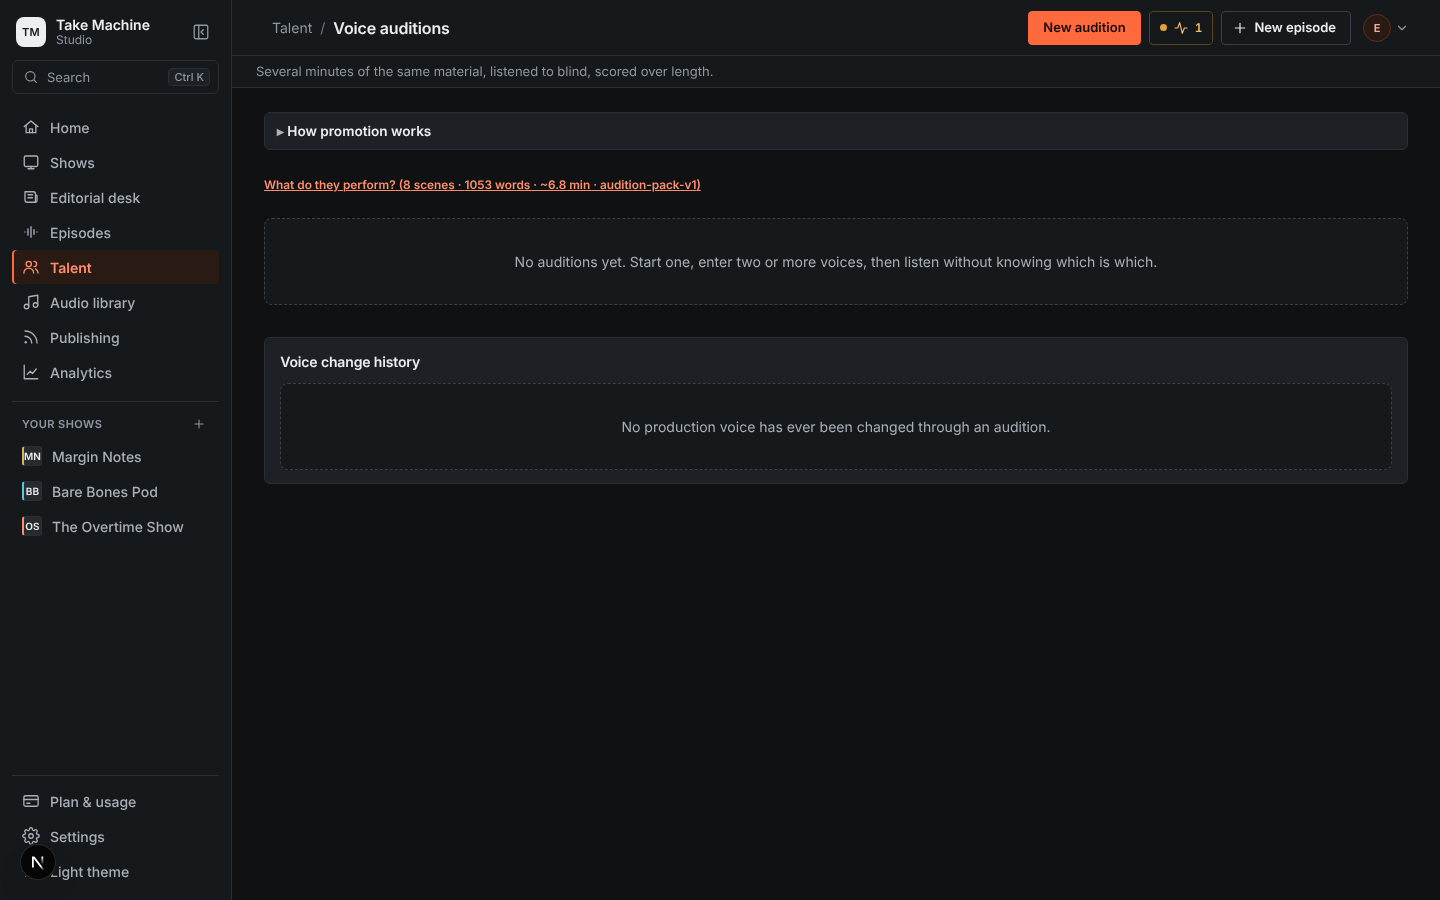 TM
Take Machine
Studio
Search
Ctrl K
Home
Shows
Editorial desk
Episodes
Talent
Audio library
Publishing
Analytics
YOUR SHOWS
MN
Margin Notes
BB
Bare Bones Pod
OS
The Overtime Show
Plan & usage
Settings
N
Light theme
Talent / Voice auditions
New audition
1
New episode
E
Several minutes of the same material, listened to blind, scored over length.
How promotion works
What do they perform? (8 scenes · 1053 words · ~6.8 min · audition-pack-v1)
No auditions yet. Start one, enter two or more voices, then listen without knowing which is which.
Voice change history
No production voice has ever been changed through an audition.